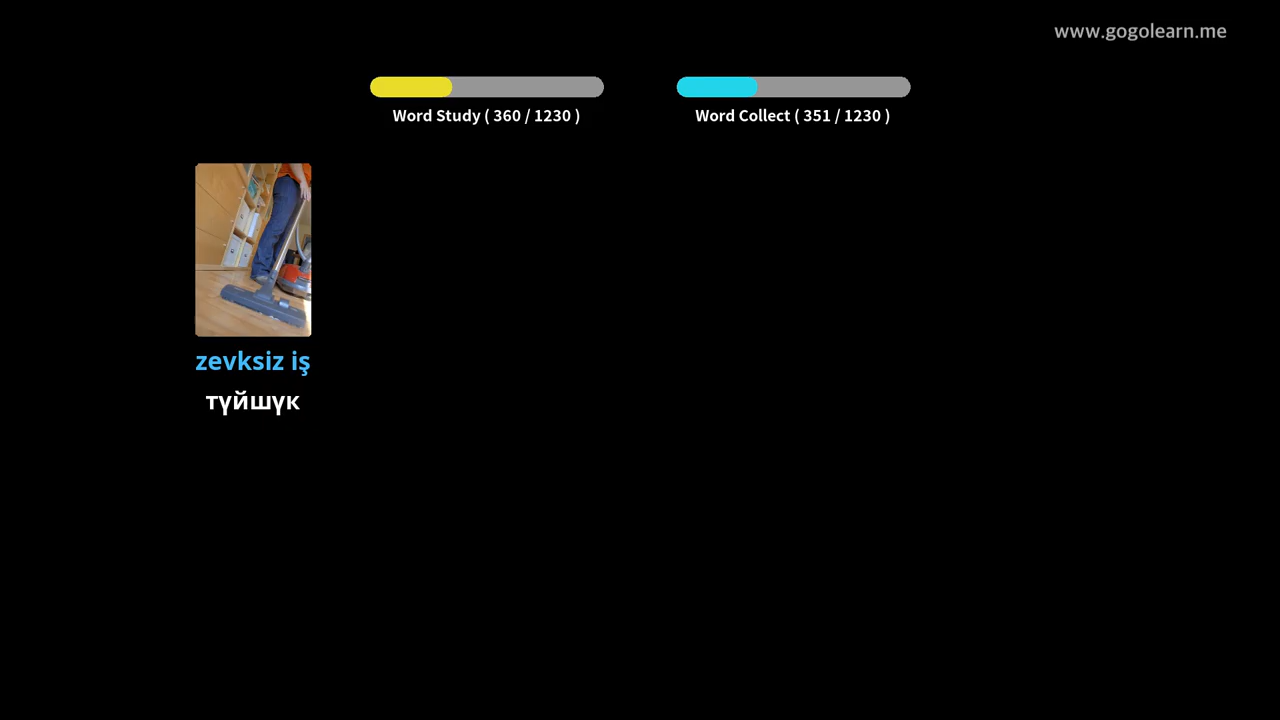 www.gogolearn.me
Word Study ( 360 / 1230 )
Word Collect ( 351 / 1230 )
zevksiz iş
түйшүк